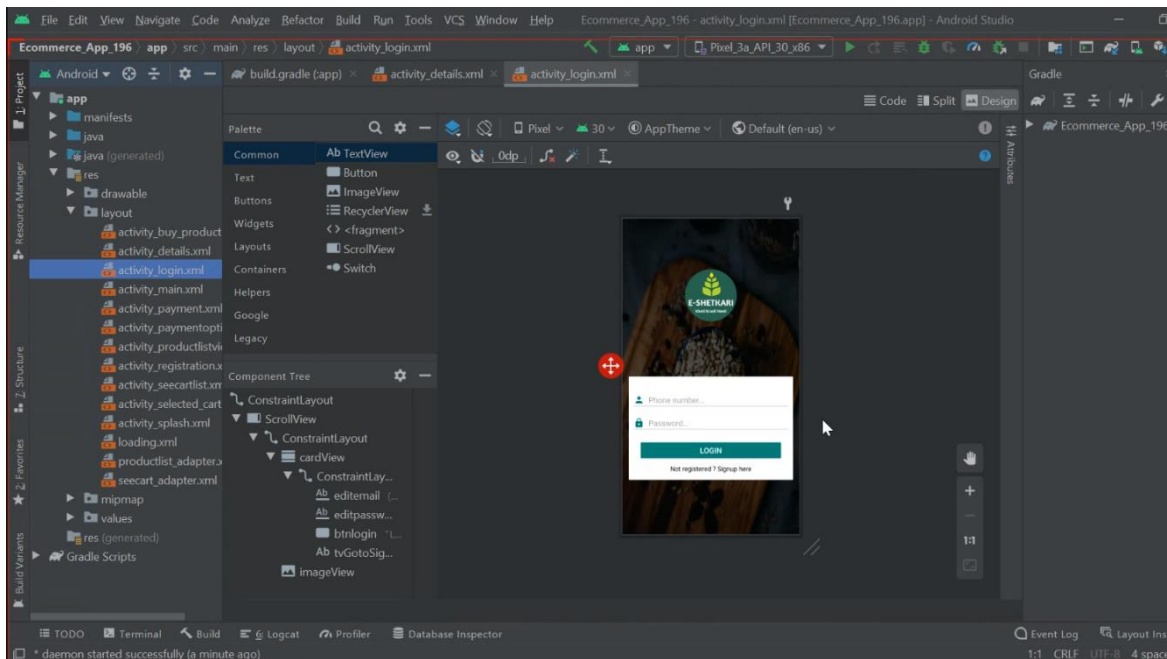 File Edit View Navigate Code Analyze Refactor Build Run Tools VCS Window Help Ecommerce_App_196 - activity_login.xml [Ecommerce_App_196.app] - Android Studio
Ecommerce_App_196 app src main res layout activity_login.xml app Pixel_3a_API_30_x86
Android build.gradle (:app) activity_details.xml activity_login.xml Gradle
Code Split Design
1: Project
Resource Manager
Z: Structure
2: Favorites
Build Variants
app
manifests
java
java (generated)
res
drawable
layout
activity_buy_product
activity_details.xml
activity_login.xml
activity_main.xml
activity_payment.xml
activity_paymentopti
activity_productlistvi
activity_registration.x
activity_seecartlist.xm
activity_selected_cart
activity_splash.xml
loading.xml
productlist_adapter.x
seecart_adapter.xml
mipmap
values
res (generated)
Gradle Scripts
Palette
Common
Text
Buttons
Widgets
Layouts
Containers
Helpers
Google
Legacy
Ab TextView
Button
ImageView
RecyclerView
<fragment>
ScrollView
Switch
Component Tree
ConstraintLayout
ScrollView
ConstraintLayout
cardView
ConstraintLay...
Ab editemail (...
Ab editpassw...
btnlogin "L...
Ab tvGotoSig...
imageView
Pixel 30 AppTheme Default (en-us)
0dp
E-SHETKARI
Phone number...
Password...
LOGIN
Not registered ? Signup here
1:1
Attributes
Ecommerce_App_196
TODO Terminal Build 6: Logcat Profiler Database Inspector Event Log Layout Ins
* daemon started successfully (a minute ago) 1:1 CRLF UTF-8 4 space